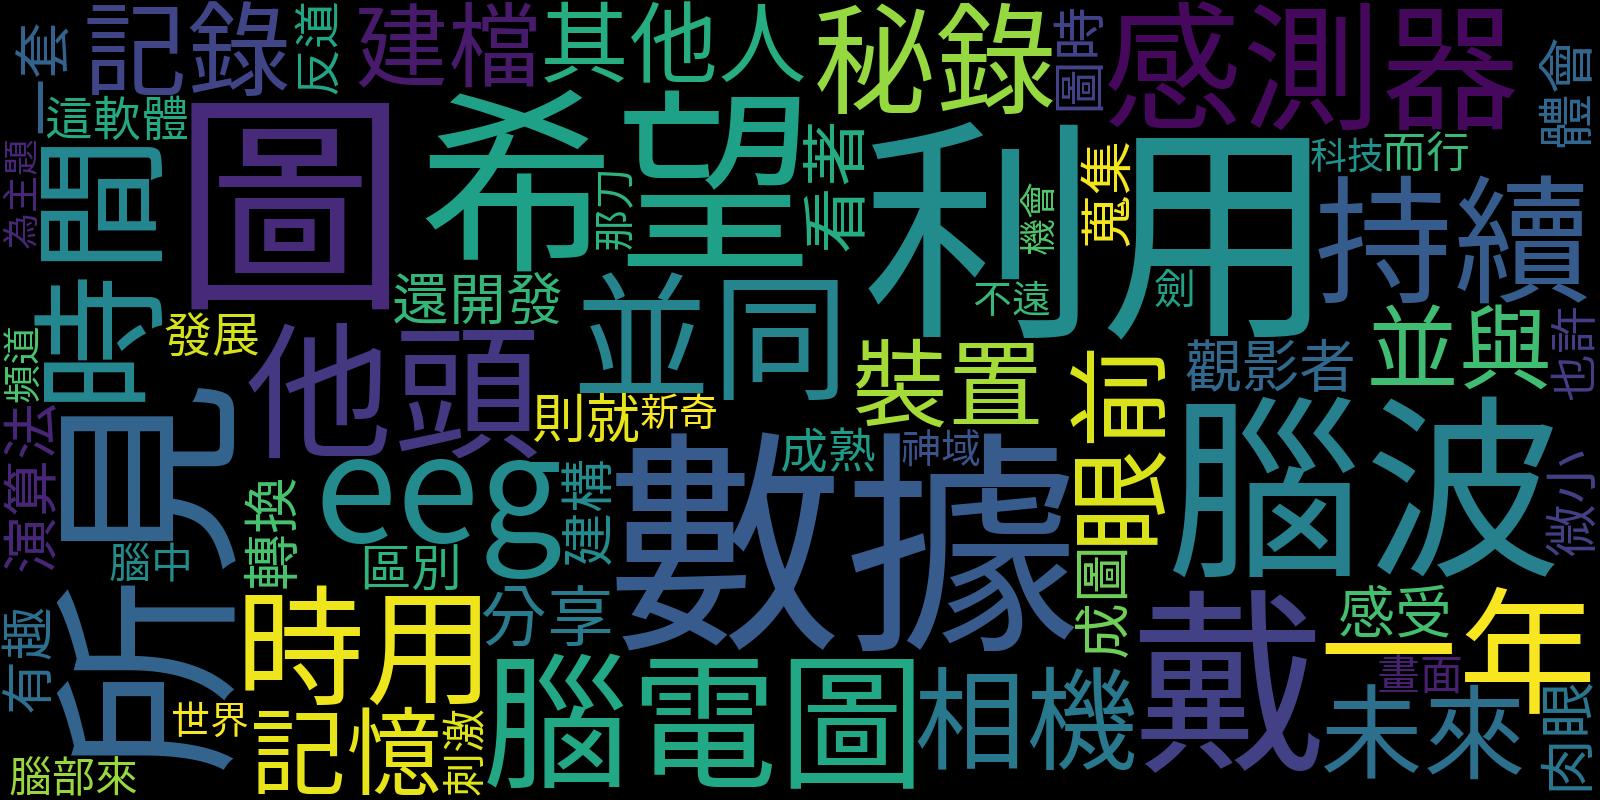 一套
記錄
反道
建檔
其他人
秘錄
圖時
感測器
體會
這軟體
為主題
時間
圖
希望
那刀
看著
利用
機會
蒐集
科技
而行
持續
還開發
並同
不遠
劍
頻道
發展
他頭
則就
新奇
裝置
眼前
觀影者
並與
也許
演算法
所見
腦中
轉換
eeg
區別
建構
數據
成熟
神域
成圖
腦波
微小
有趣
世界
時用
記憶
分享
刺激
腦電圖
相機
戴
感受
一年
畫面
未來
肉眼
腦部來